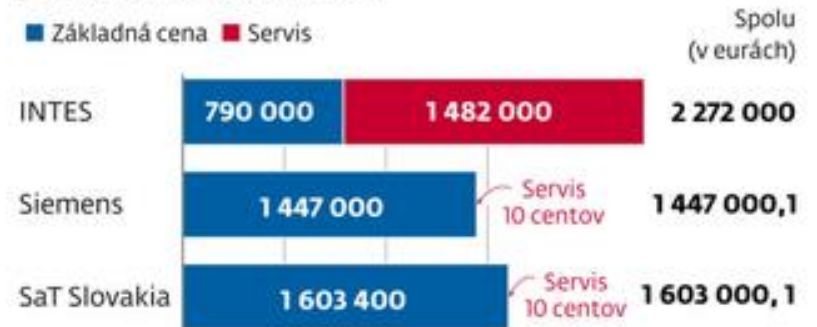 Základná cena Servis
Spolu
(v eurách)
INTES 790 000 1 482 000 2 272 000
Siemens 1 447 000 Servis 10 centov 1 447 000,1
SaT Slovakia 1 603 400 Servis 10 centov 1 603 000, 1